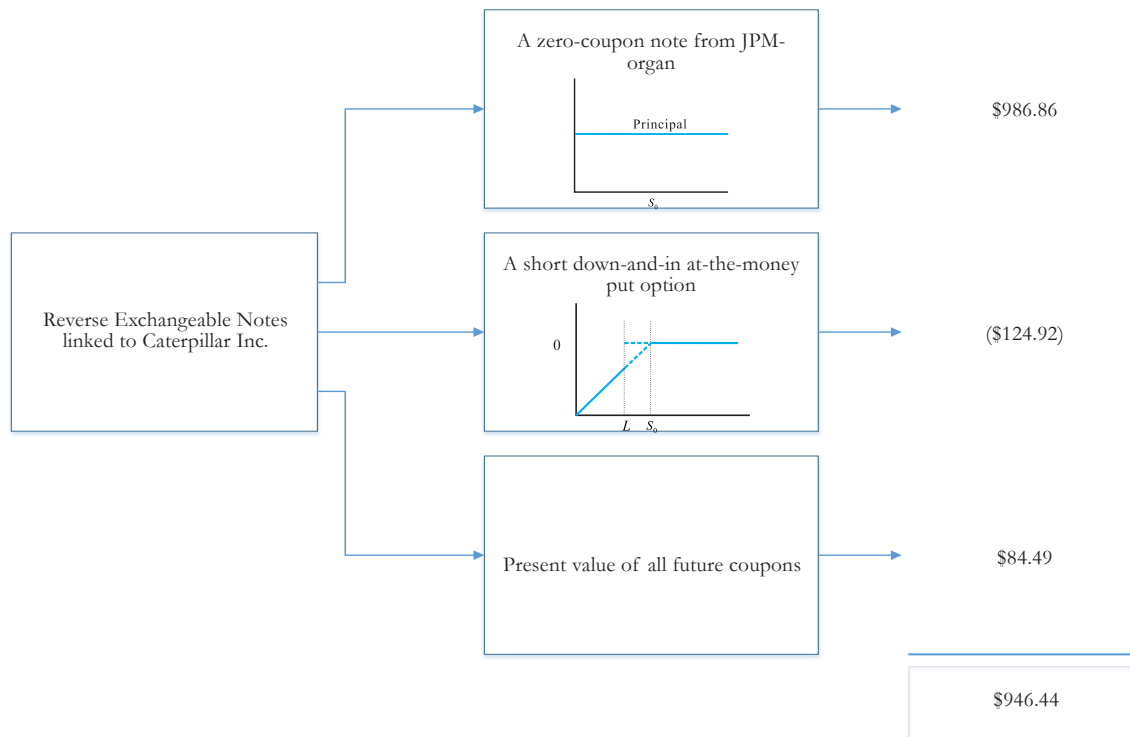 A zero-coupon note from JPM-
organ
Principal
S₀
$986.86
Reverse Exchangeable Notes
linked to Caterpillar Inc.
A short down-and-in at-the-money
put option
0
L S₀
($124.92)
Present value of all future coupons
$84.49
$946.44